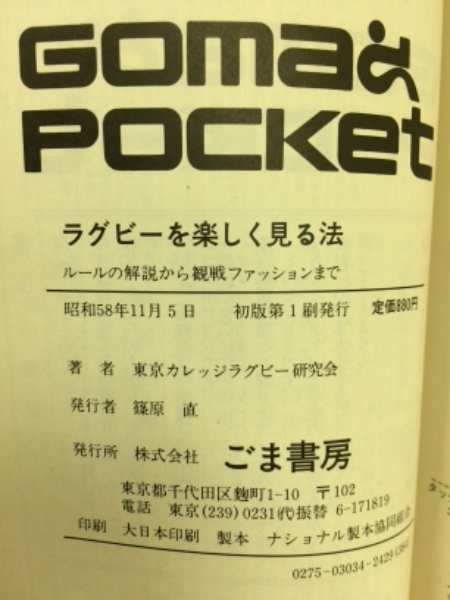 GOMA
POCKET
ラグビーを楽しく見る法
ルールの解説から観戦ファッションまで
昭和58年11月5日 初版第1刷発行 定価880円
著者 東京カレッジラグビー研究会
発行者 篠原 直
発行所 株式会社 ごま書房
東京都千代田区麹町1-10 〒102
電話 東京(239)0231(代)振替 6-171819
印刷 大日本印刷 製本 ナショナル製本協同組合
0275-03034-2429